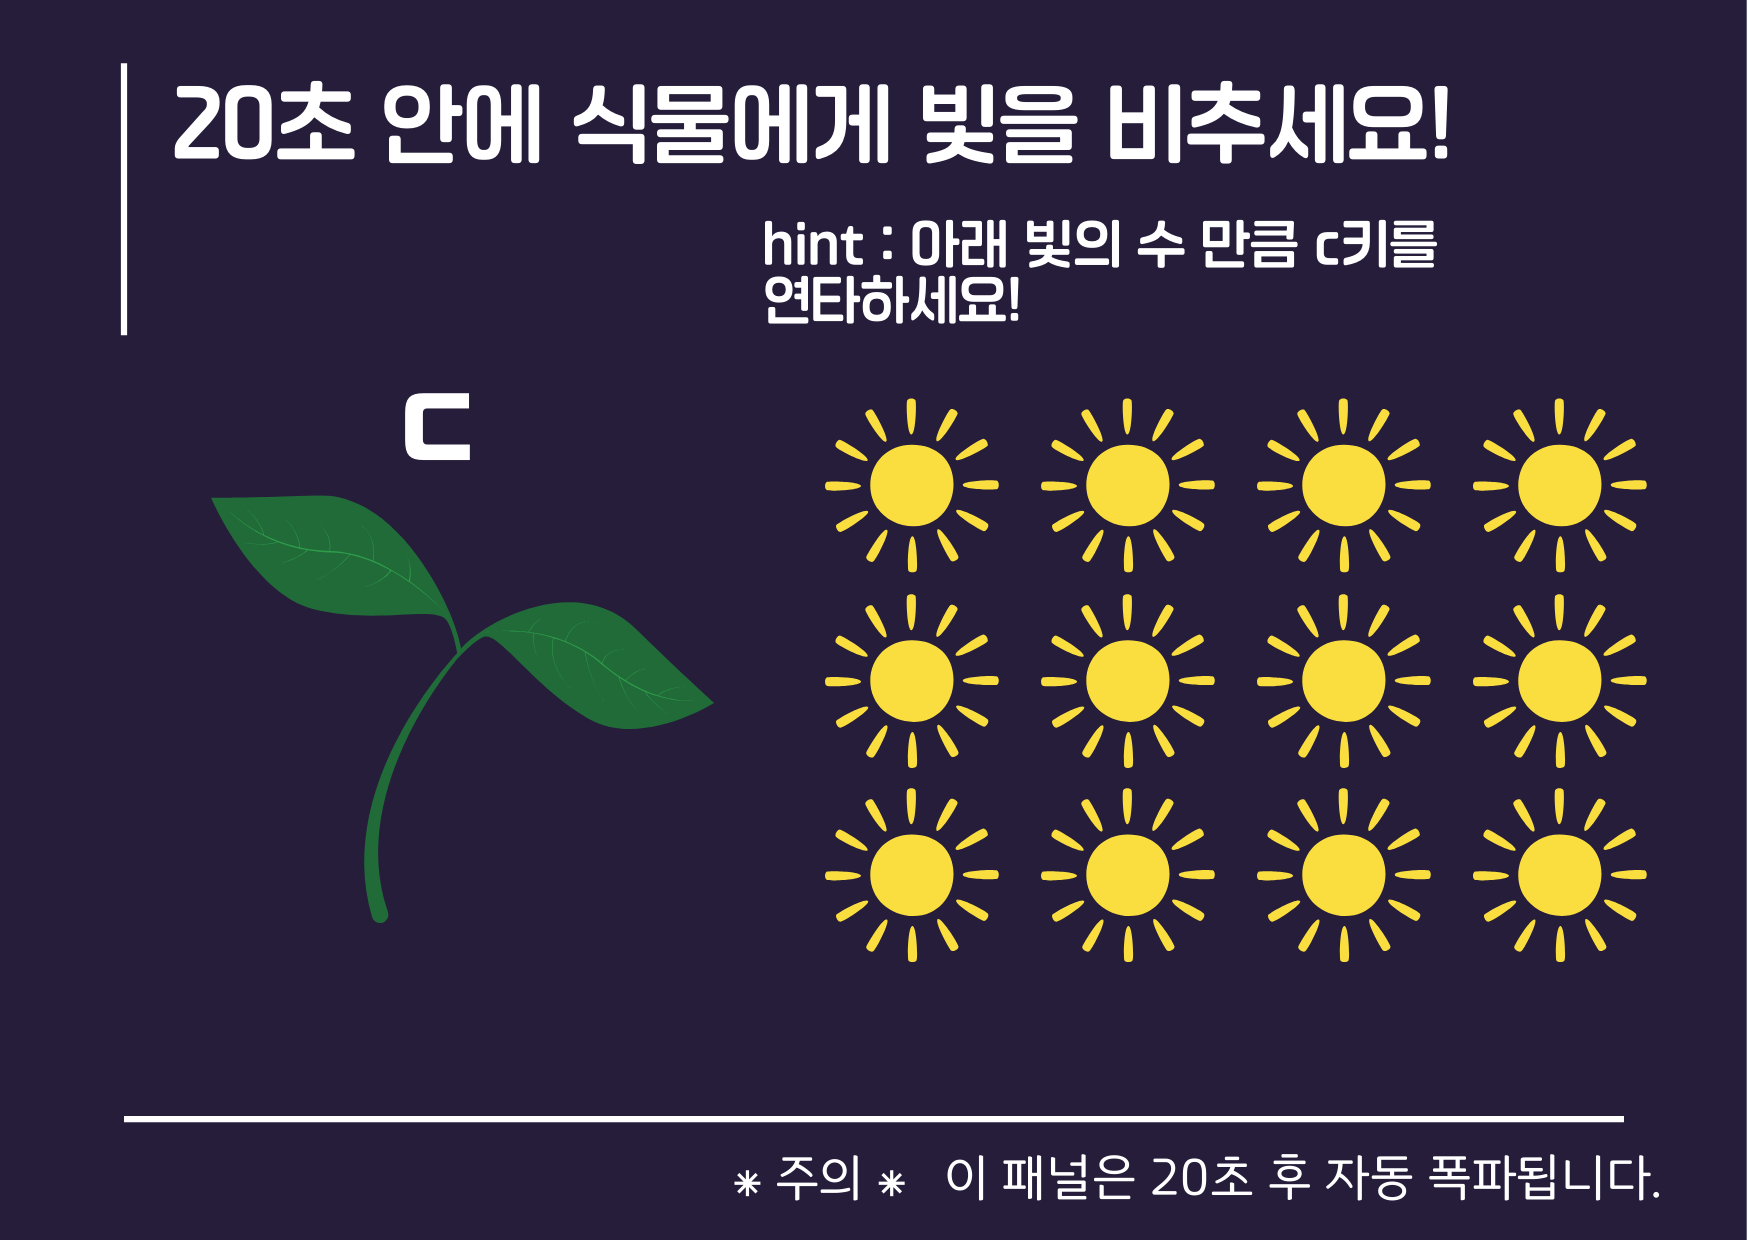 20초 안에 식물에게 빛을 비추세요!
hint : 아래 빛의 수 만큼 c키를
연타하세요!
c
* 주의 * 이 패널은 20초 후 자동 폭파됩니다.